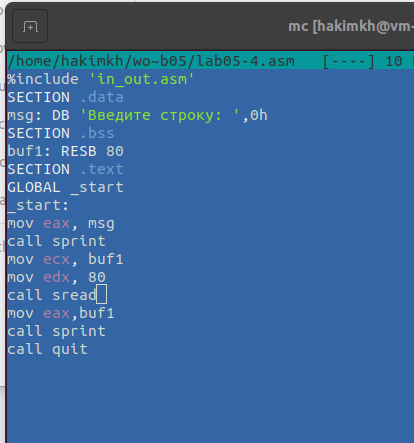 mc [hakimkh@vm-
/home/hakimkh/wo~b05/lab05-4.asm [----] 10
%include 'in_out.asm'
SECTION .data
msg: DB 'Введите строку: ',0h
SECTION .bss
buf1: RESB 80
SECTION .text
GLOBAL _start
_start:
mov eax, msg
call sprint
mov ecx, buf1
mov edx, 80
call sread
mov eax,buf1
call sprint
call quit